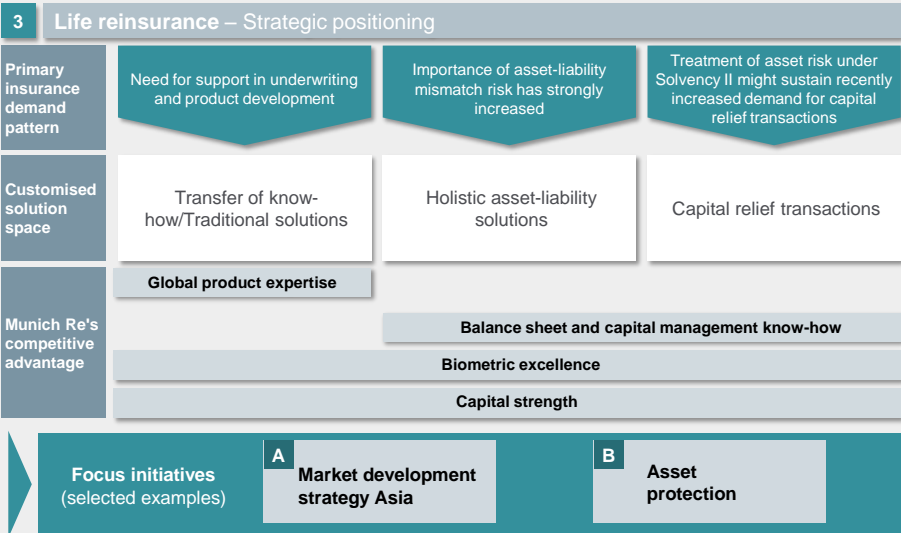 3 Life reinsurance – Strategic positioning
Primary
insurance
demand
pattern
Need for support in underwriting
and product development
Importance of asset-liability
mismatch risk has strongly
increased
Treatment of asset risk under
Solvency II might sustain recently
increased demand for capital
relief transactions
Customised
solution
space
Transfer of know-
how/Traditional solutions
Holistic asset-liability
solutions
Capital relief transactions
Munich Re's
competitive
advantage
Global product expertise
Balance sheet and capital management know-how
Biometric excellence
Capital strength
Focus initiatives
(selected examples)
A
Market development
strategy Asia
B
Asset
protection